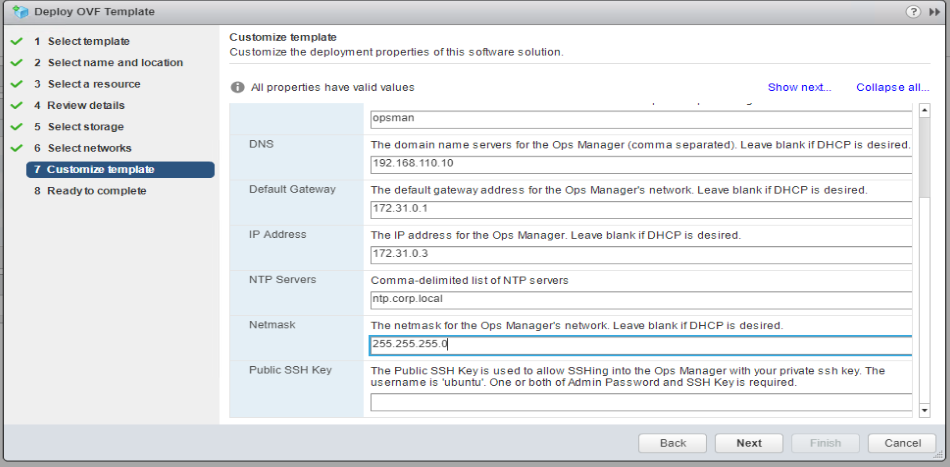 Deploy OVF Template
1 Select template
2 Select name and location
3 Select a resource
4 Review details
5 Select storage
6 Select networks
7 Customize template
8 Ready to complete
Customize template
Customize the deployment properties of this software solution.
All properties have valid values
Show next...
Collapse all...
opsman
DNS
The domain name servers for the Ops Manager (comma separated). Leave blank if DHCP is desired.
192.168.110.10
Default Gateway
The default gateway address for the Ops Manager's network. Leave blank if DHCP is desired.
172.31.0.1
IP Address
The IP address for the Ops Manager. Leave blank if DHCP is desired.
172.31.0.3
NTP Servers
Comma-delimited list of NTP servers
ntp.corp.local
Netmask
The netmask for the Ops Manager's network. Leave blank if DHCP is desired.
255.255.255.0
Public SSH Key
The Public SSH Key is used to allow SSHing into the Ops Manager with your private ssh key. The
username is 'ubuntu'. One or both of Admin Password and SSH Key is required.
Back
Next
Finish
Cancel